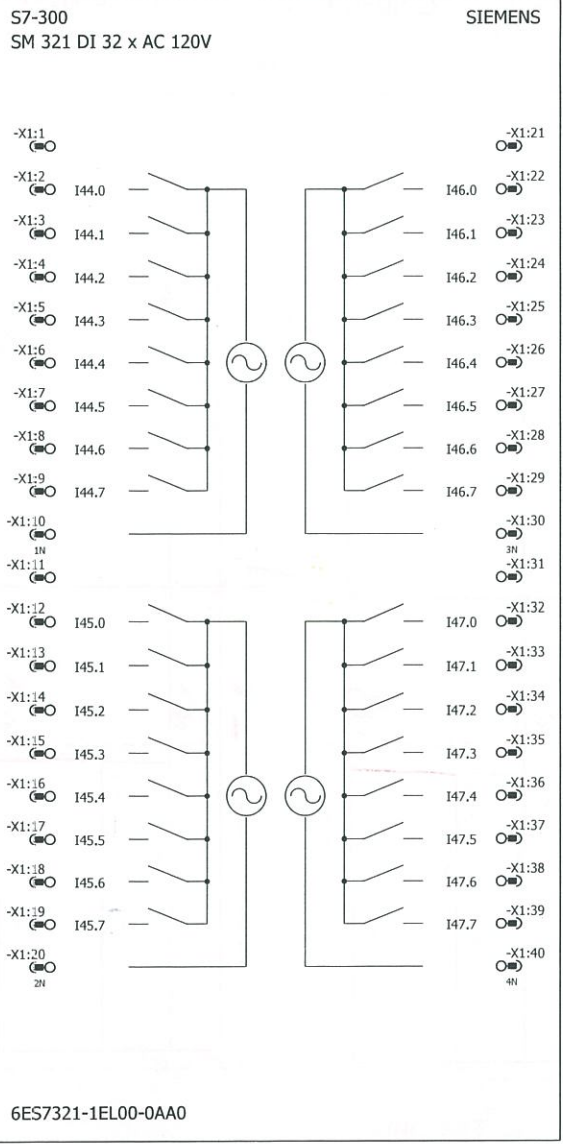 S7-300 SIEMENS
SM 321 DI 32 x AC 120V
-X1:1 -X1:21
-X1:2 I44.0 I46.0 -X1:22
-X1:3 I44.1 I46.1 -X1:23
-X1:4 I44.2 I46.2 -X1:24
-X1:5 I44.3 I46.3 -X1:25
-X1:6 I44.4 I46.4 -X1:26
-X1:7 I44.5 I46.5 -X1:27
-X1:8 I44.6 I46.6 -X1:28
-X1:9 I44.7 I46.7 -X1:29
-X1:10 -X1:30
1N 3N
-X1:11 -X1:31
-X1:12 I45.0 I47.0 -X1:32
-X1:13 I45.1 I47.1 -X1:33
-X1:14 I45.2 I47.2 -X1:34
-X1:15 I45.3 I47.3 -X1:35
-X1:16 I45.4 I47.4 -X1:36
-X1:17 I45.5 I47.5 -X1:37
-X1:18 I45.6 I47.6 -X1:38
-X1:19 I45.7 I47.7 -X1:39
-X1:20 -X1:40
2N 4N
6ES7321-1EL00-0AA0